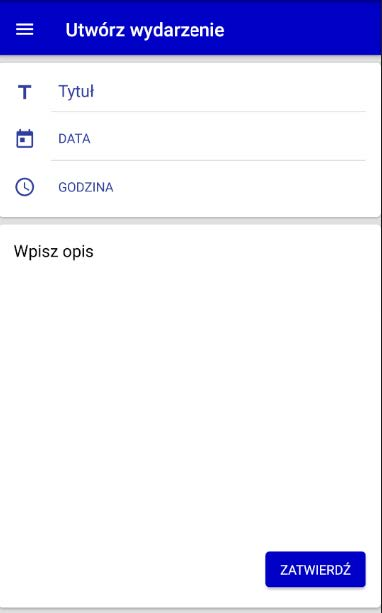 Utwórz wydarzenie
Tytuł
DATA
GODZINA
Wpisz opis
ZATWIERDŹ